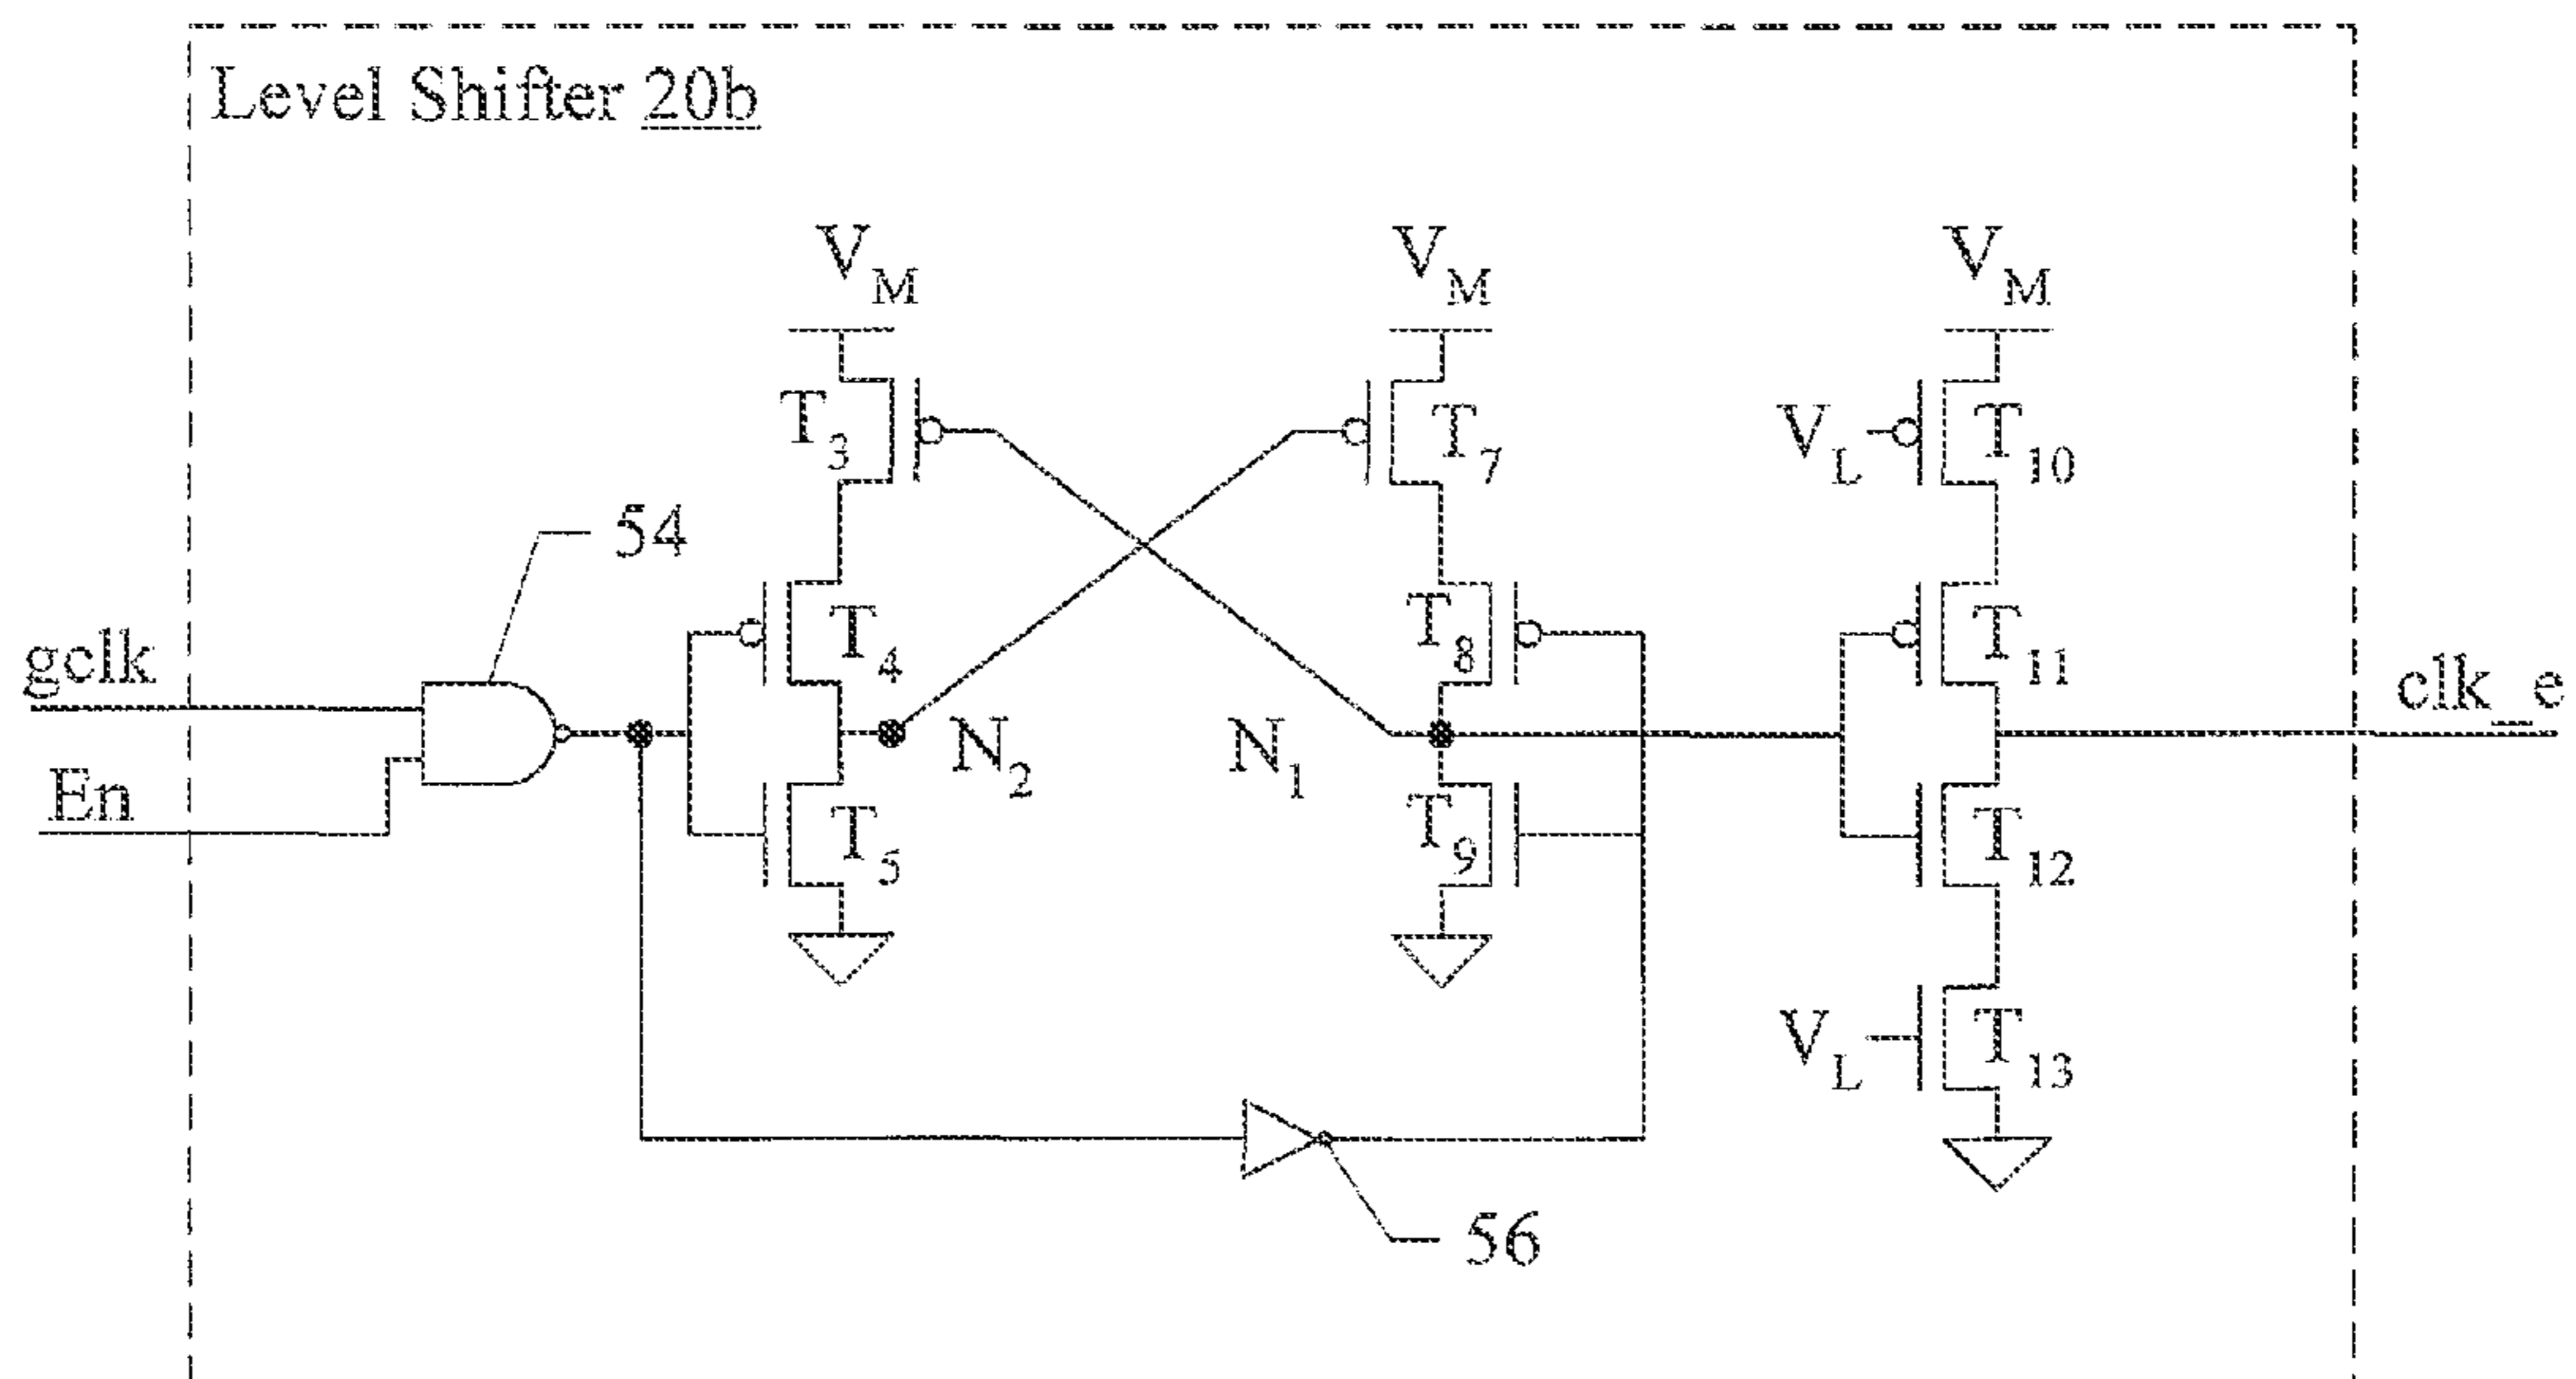 Level Shifter 20b
V_M
V_M
V_M
T_3
T_7
V_L
T_10
54
T_4
T_8
T_11
gclk
clk_e
N_2
N_1
En
T_5
T_9
T_12
V_L
T_13
56